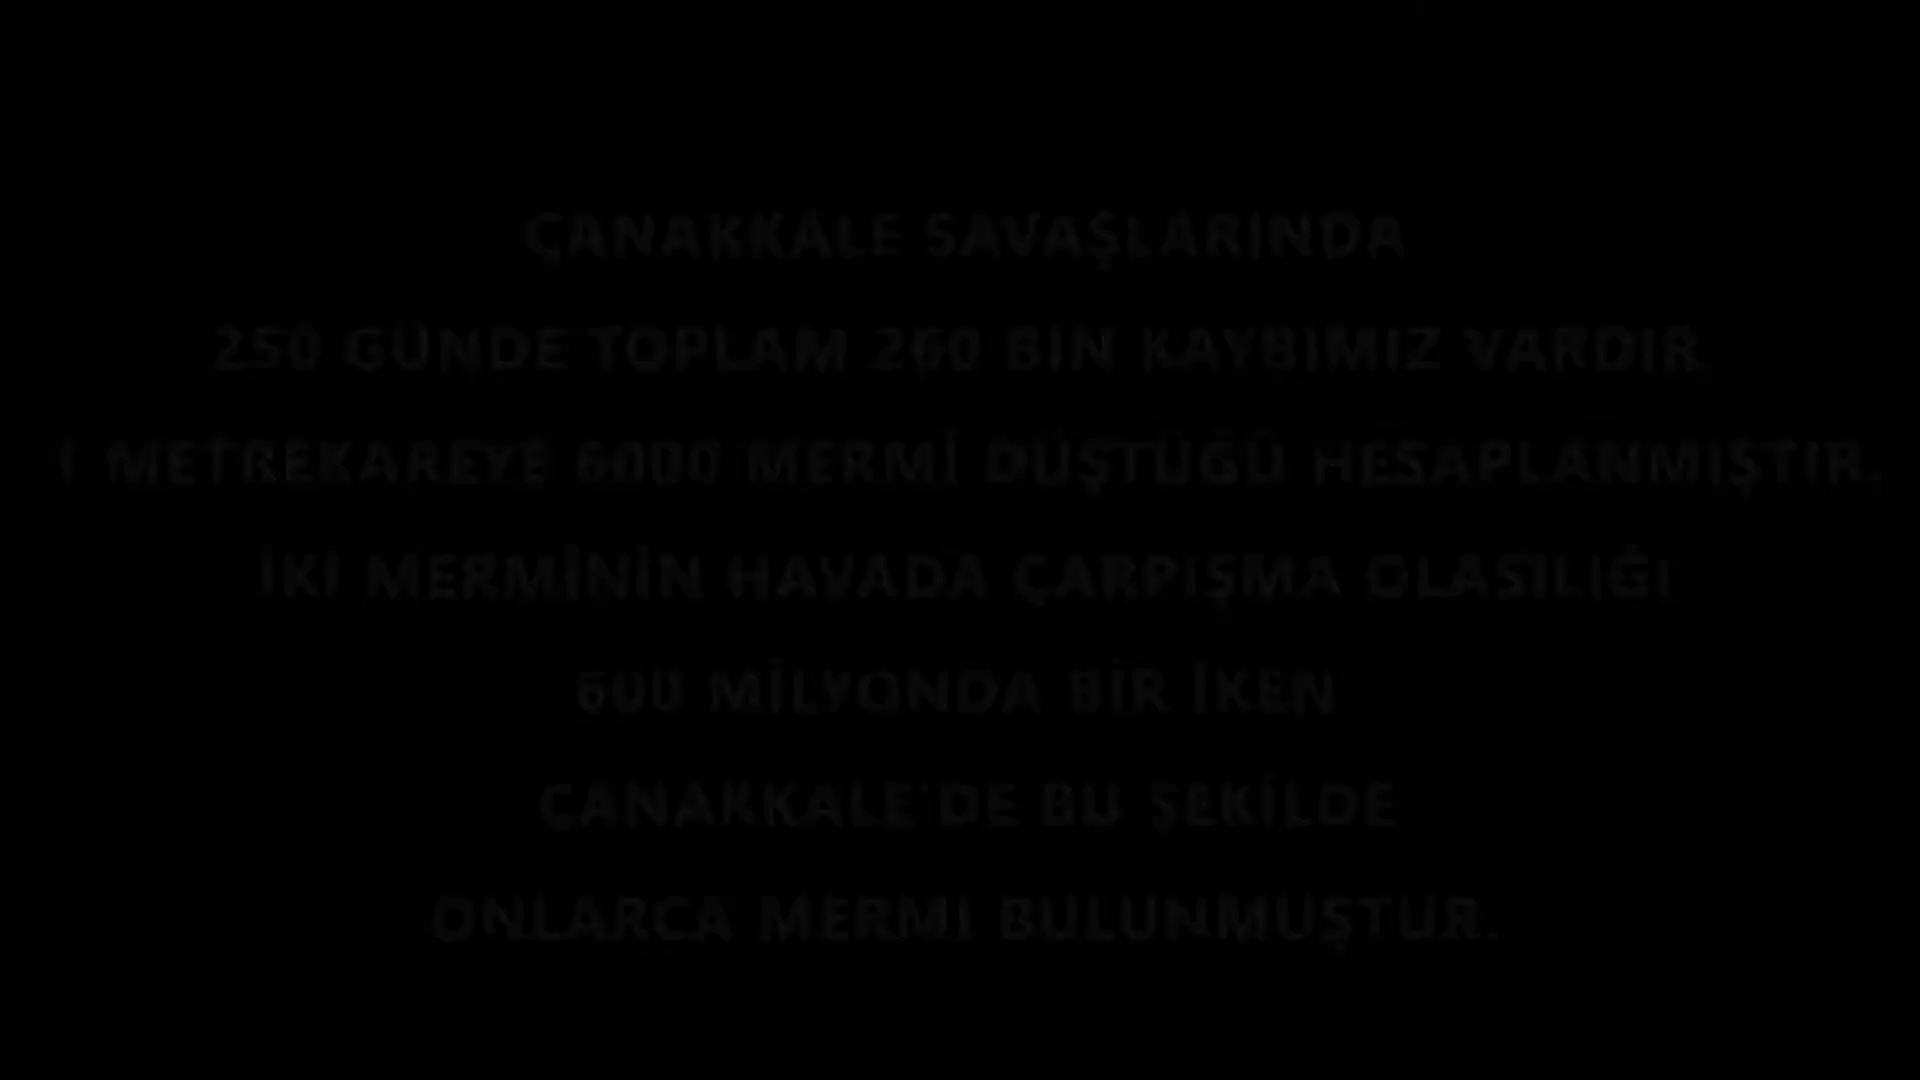 ÇANAKKALE SAVAŞLARINDA
250 GÜNDE TOPLAM 260 BİN KAYBIMIZ VARDIR.
1 METREKAREYE 6000 MERMİ DÜŞTÜĞÜ HESAPLANMIŞTIR.
İKİ MERMİNİN HAVADA ÇARPIŞMA OLASILIĞI
600 MİLYONDA BİR İKEN
ÇANAKKALE'DE BU ŞEKİLDE
ONLARCA MERMİ BULUNMUŞTUR.